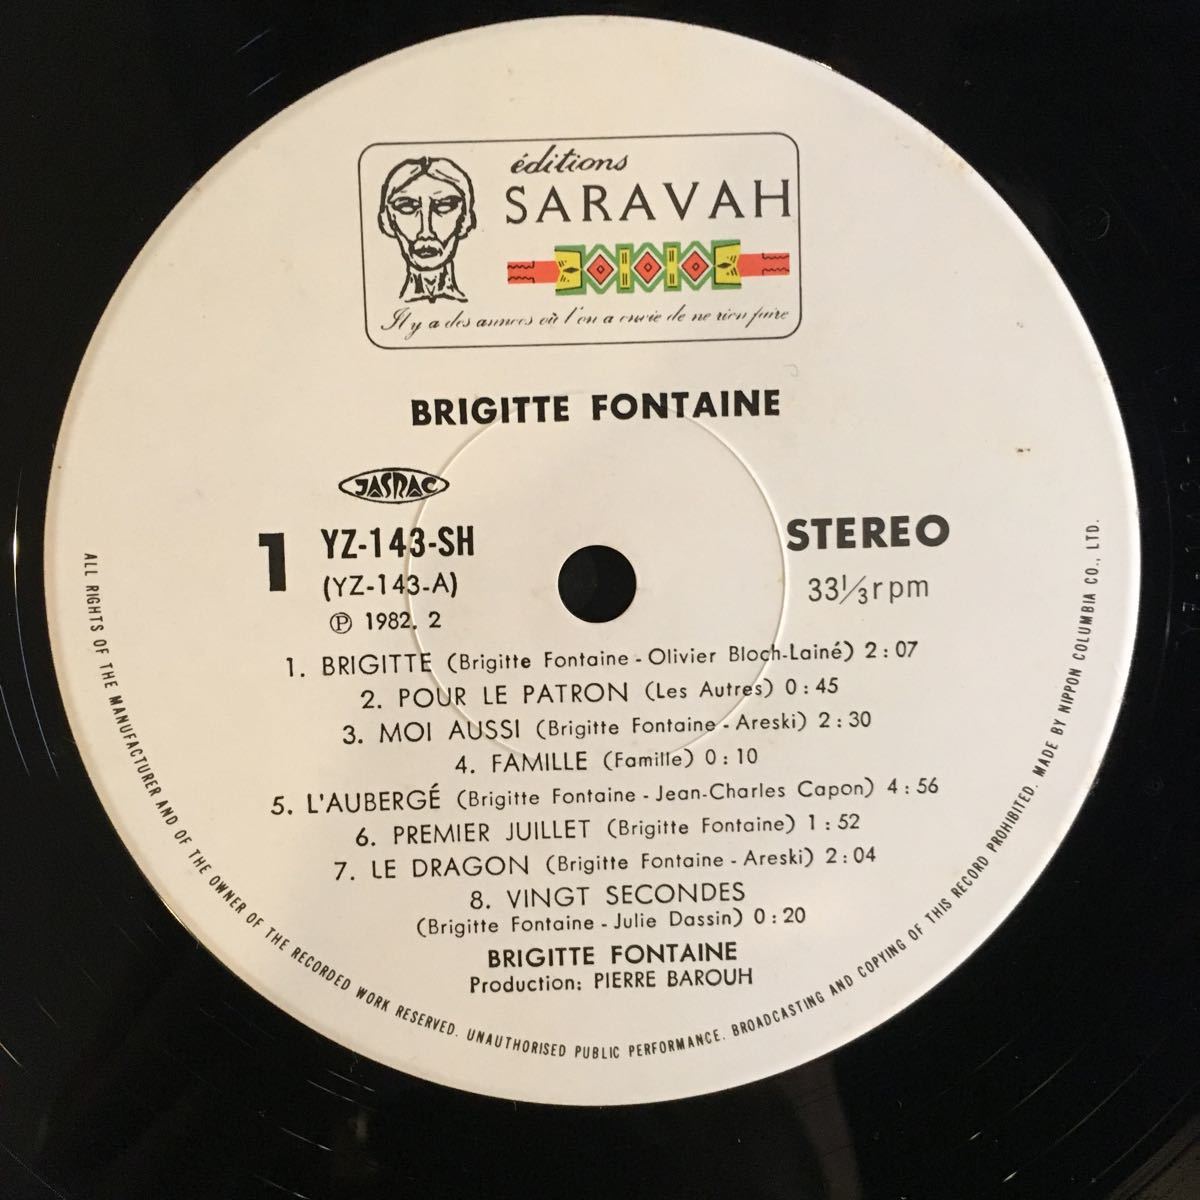 éditions
SARAVAH
Il y a des annees où l'on a envie de ne rien faire
BRIGITTE FONTAINE
JASRAC
1
YZ-143-SH
(YZ-143-A)
℗ 1982. 2
STEREO
33⅓rpm
1. BRIGITTE (Brigitte Fontaine - Olivier Bloch-Lainé) 2:07
2. POUR LE PATRON (Les Autres) 0:45
3. MOI AUSSI (Brigitte Fontaine - Areski) 2:30
4. FAMILLE (Famille) 0:10
5. L'AUBERGÉ (Brigitte Fontaine - Jean-Charles Capon) 4:56
6. PREMIER JUILLET (Brigitte Fontaine) 1:52
7. LE DRAGON (Brigitte Fontaine - Areski) 2:04
8. VINGT SECONDES
(Brigitte Fontaine - Julie Dassin) 0:20
BRIGITTE FONTAINE
Production: PIERRE BAROUH
ALL RIGHTS OF THE MANUFACTURER AND OF THE OWNER OF THE RECORDED WORK RESERVED. UNAUTHORISED PUBLIC PERFORMANCE. BROADCASTING AND COPYING OF THIS RECORD PROHIBITED. MADE BY NIPPON COLUMBIA CO., LTD.